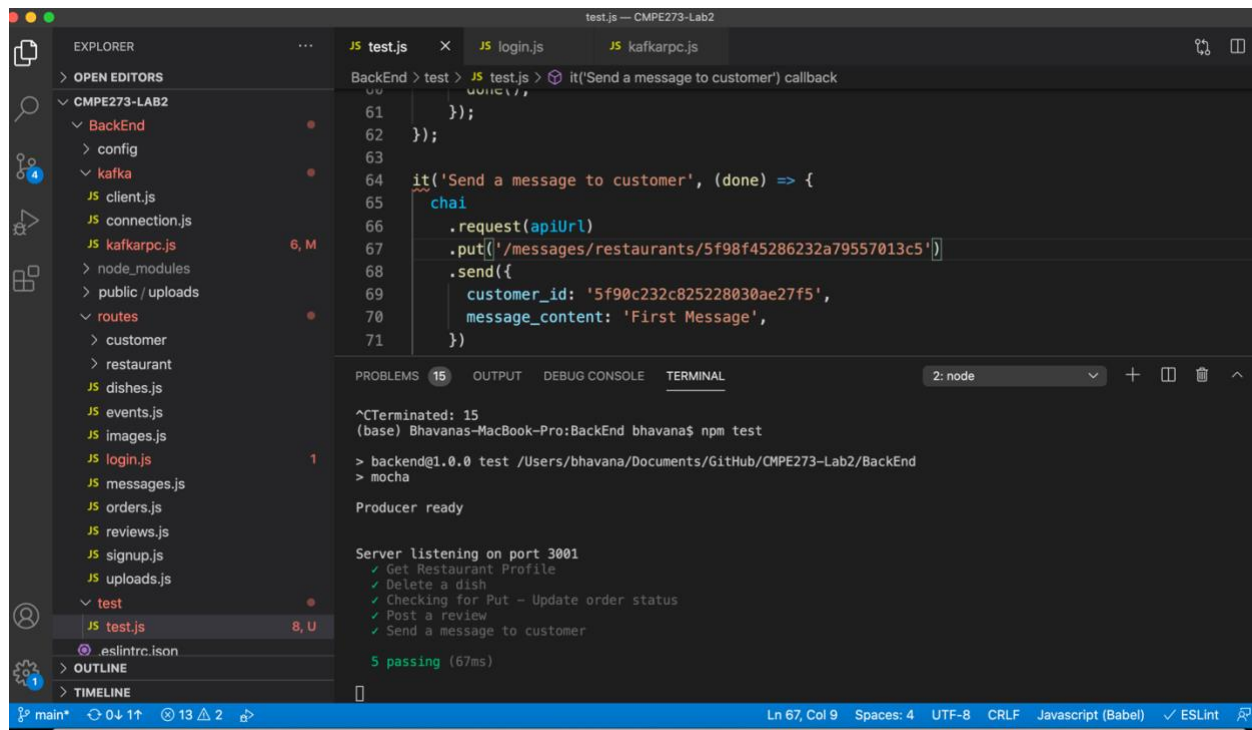 test.js — CMPE273-Lab2
EXPLORER ...
JS test.js × JS login.js JS kafkarpc.js
> OPEN EDITORS
BackEnd > test > JS test.js > it('Send a message to customer') callback
CMPE273-LAB2
BackEnd
> config
kafka
JS client.js
JS connection.js
JS kafkarpc.js 6, M
> node_modules
> public / uploads
routes
> customer
> restaurant
JS dishes.js
JS events.js
JS images.js
JS login.js 1
JS messages.js
JS orders.js
JS reviews.js
JS signup.js
JS uploads.js
test
JS test.js 8, U
.eslintrc.json
> OUTLINE
> TIMELINE
4
1
60 done();
61 });
62 });
63
64 it('Send a message to customer', (done) => {
65 chai
66 .request(apiUrl)
67 .put('/messages/restaurants/5f98f45286232a79557013c5')
68 .send({
69 customer_id: '5f90c232c825228030ae27f5',
70 message_content: 'First Message',
71 })
PROBLEMS 15 OUTPUT DEBUG CONSOLE TERMINAL 2: node
^CTerminated: 15
(base) Bhavanas-MacBook-Pro:BackEnd bhavana$ npm test
> backend@1.0.0 test /Users/bhavana/Documents/GitHub/CMPE273-Lab2/BackEnd
> mocha
Producer ready
Server listening on port 3001
✓ Get Restaurant Profile
✓ Delete a dish
✓ Checking for Put – Update order status
✓ Post a review
✓ Send a message to customer
5 passing (67ms)
main* 0↓ 1↑ 13 2 Ln 67, Col 9 Spaces: 4 UTF-8 CRLF Javascript (Babel) ✓ ESLint